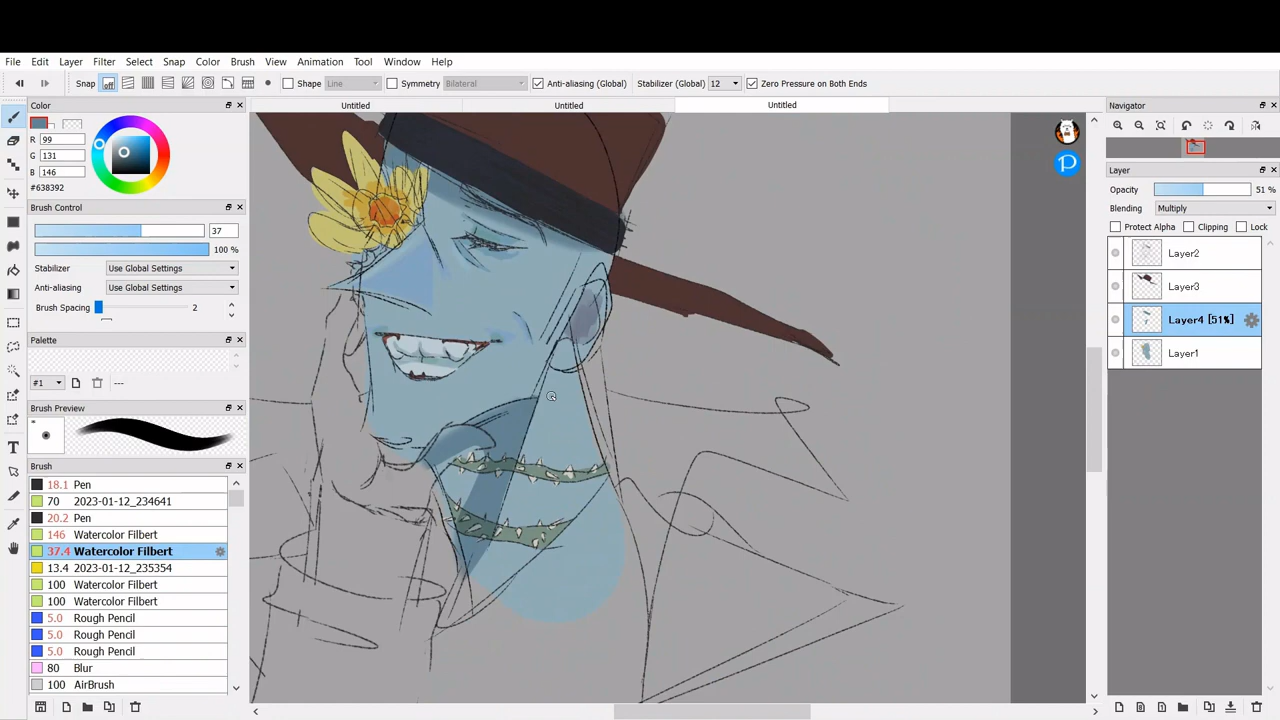 File Edit View Layer Filter Select Snap Color Brush View Animation Tool Window Help
Snap off Shape Line Symmetry Bilateral Anti-aliasing (Global) Stabilizer (Global) 12 Zero Pressure on Both Ends
Color Untitled Untitled Untitled Navigator
R 99
G 131
B 146
#638392
Layer
Opacity 51 %
Brush Control
Blending Multiply
37
Protect Alpha Clipping Lock
100 %
Layer2
Stabilizer Use Global Settings
Layer3
Anti-aliasing Use Global Settings
Brush Spacing 2
Layer4 [51%]
Palette
Layer1
#1 ---
Brush Preview
Brush
18.1 Pen
70 2023-01-12_234641
20.2 Pen
146 Watercolor Filbert
37.4 Watercolor Filbert
13.4 2023-01-12_235354
100 Watercolor Filbert
100 Watercolor Filbert
5.0 Rough Pencil
5.0 Rough Pencil
5.0 Rough Pencil
80 Blur
100 AirBrush